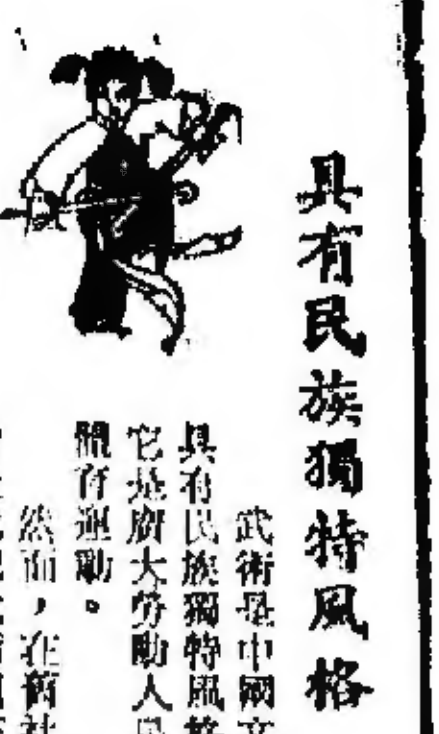 具有民族獨特風格
武術是中國文
具有民族獨特風格
它是廣大勞動人民
體育運動。
然而，在舊社